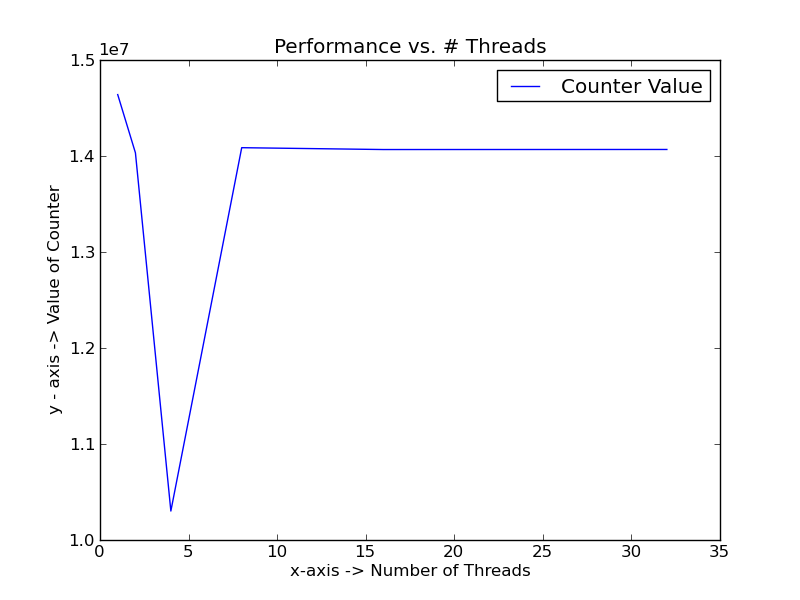 Performance vs. # Threads
1e7
Counter Value
1.5
1.4
1.3
1.2
1.1
1.0
y - axis -> Value of Counter
0 5 10 15 20 25 30 35
x-axis -> Number of Threads